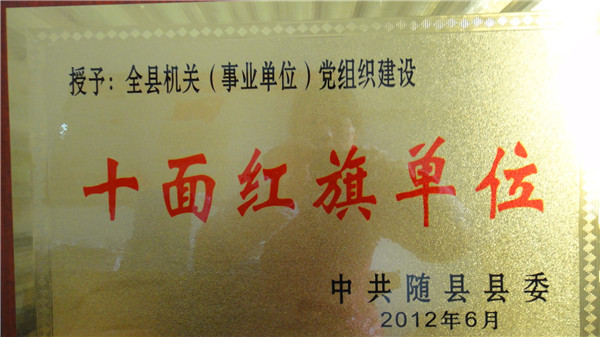 授予：全县机关（事业单位）党组织建设
十面红旗单位
中共随县县委
2012年6月